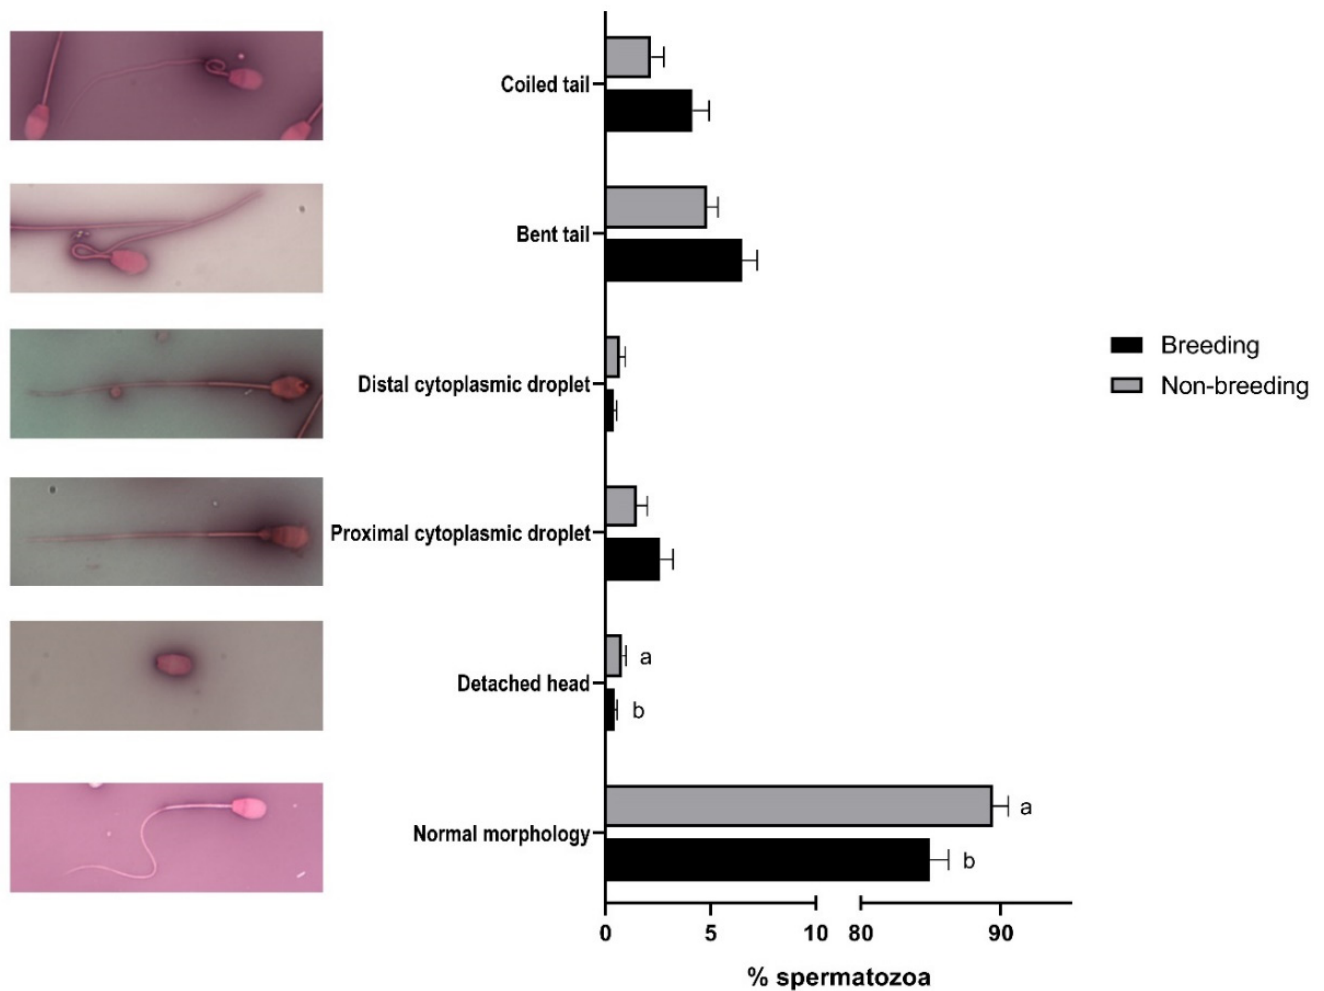 Coiled tail
Bent tail
Distal cytoplasmic droplet
Proximal cytoplasmic droplet
Detached head
a
b
Normal morphology
a
b
0 5 10 80 90
% spermatozoa
Breeding
Non-breeding